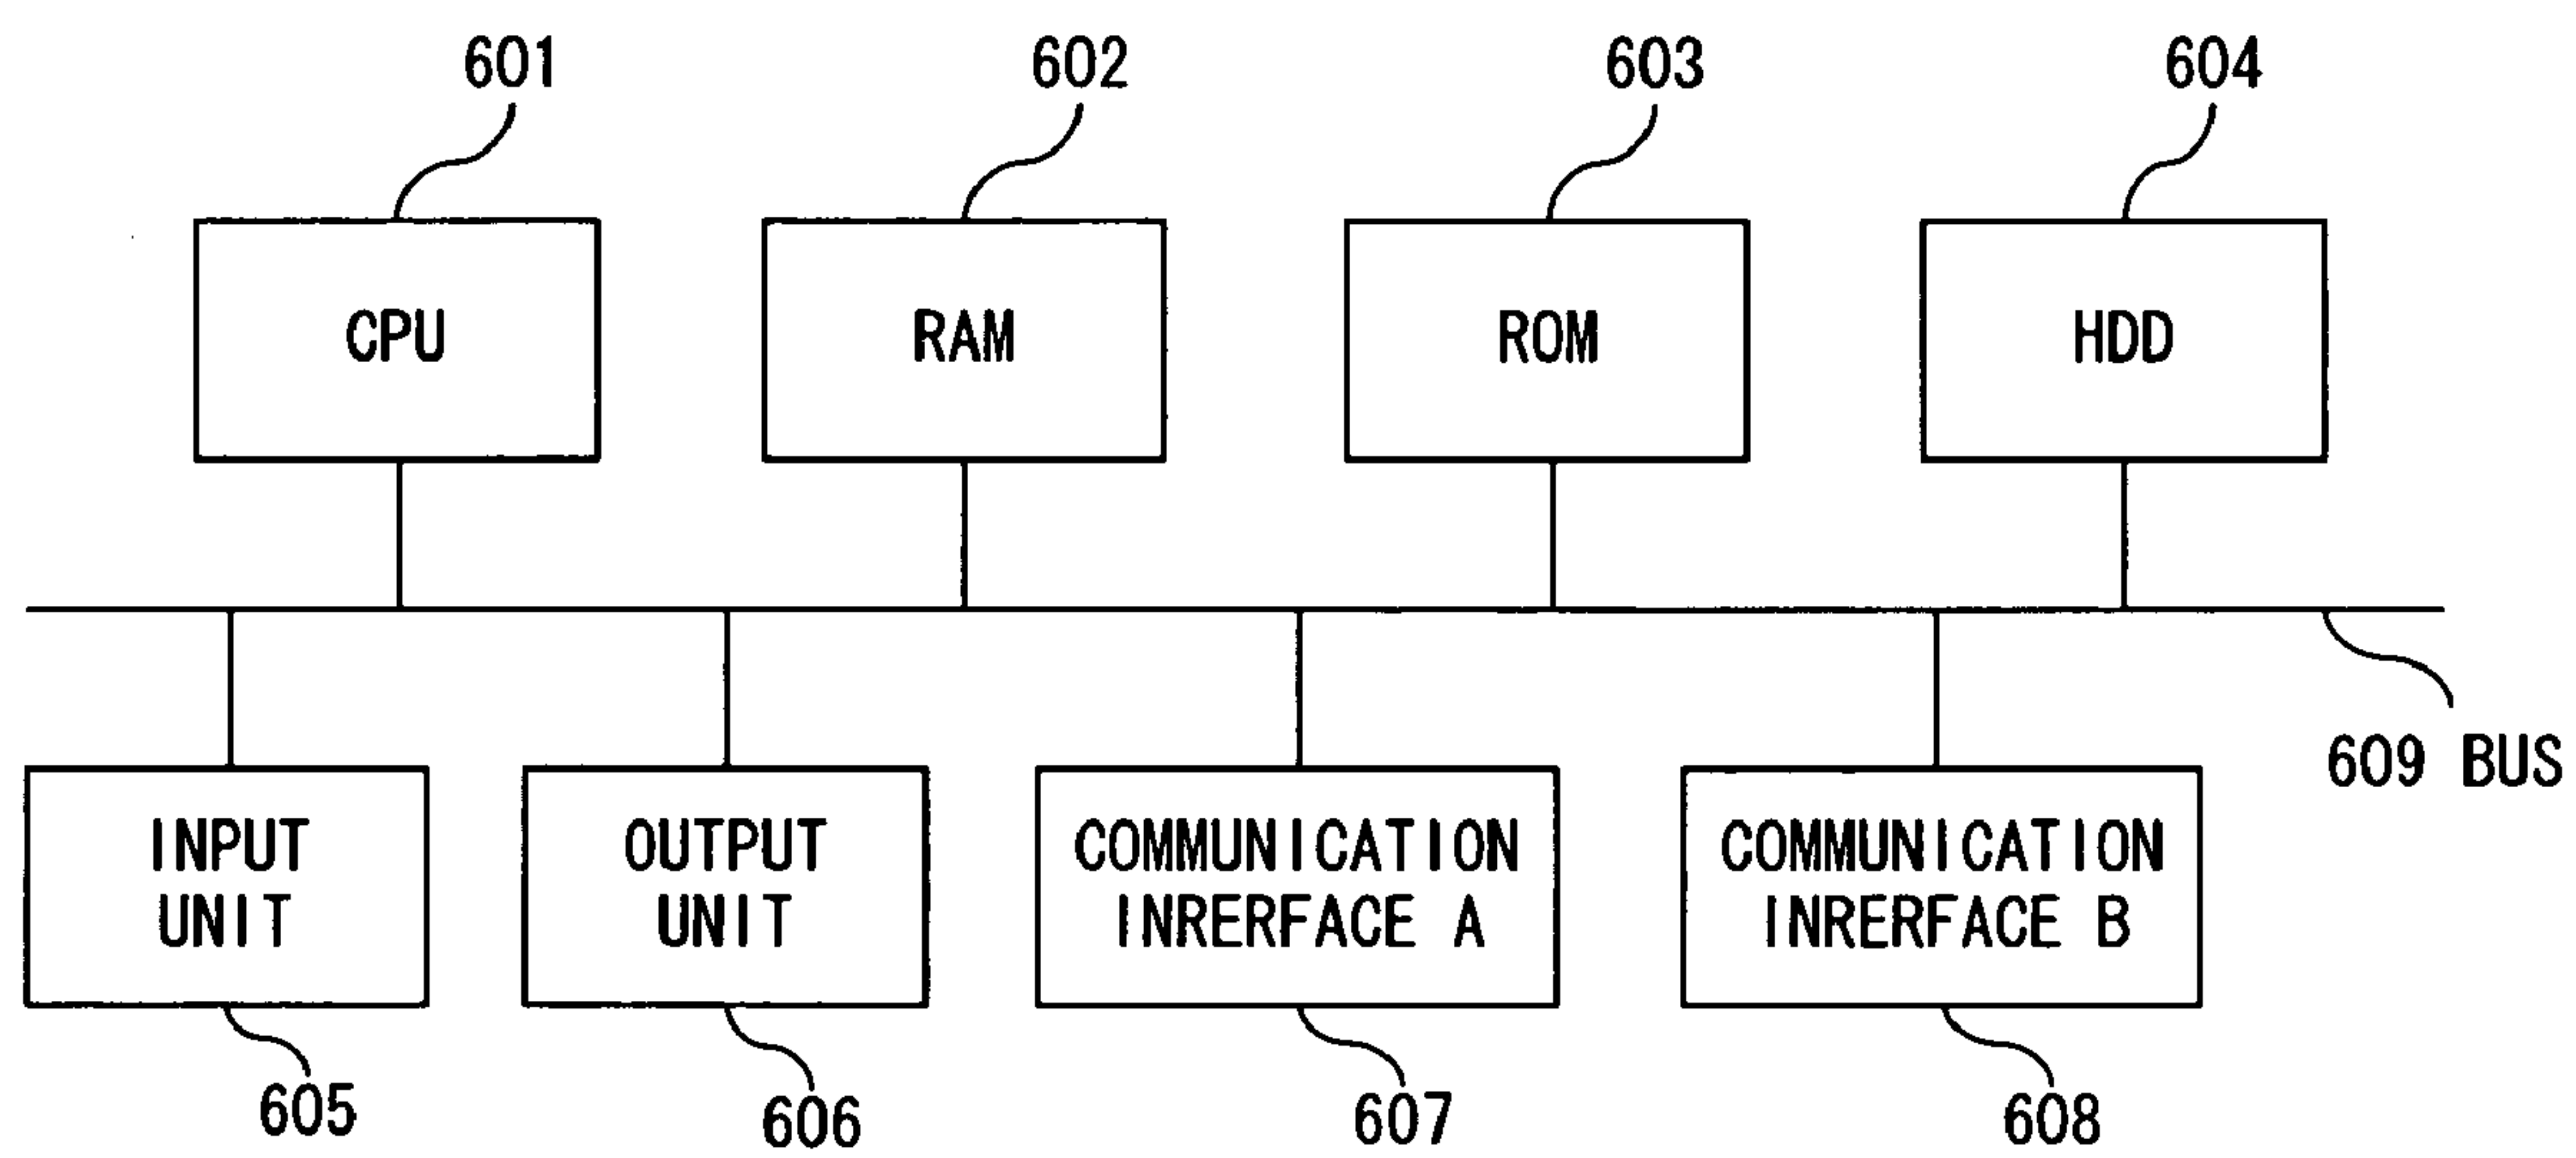 601
602
603
604
CPU
RAM
ROM
HDD
609 BUS
INPUT
UNIT
OUTPUT
UNIT
COMMUNICATION
INRERFACE A
COMMUNICATION
INRERFACE B
605
606
607
608